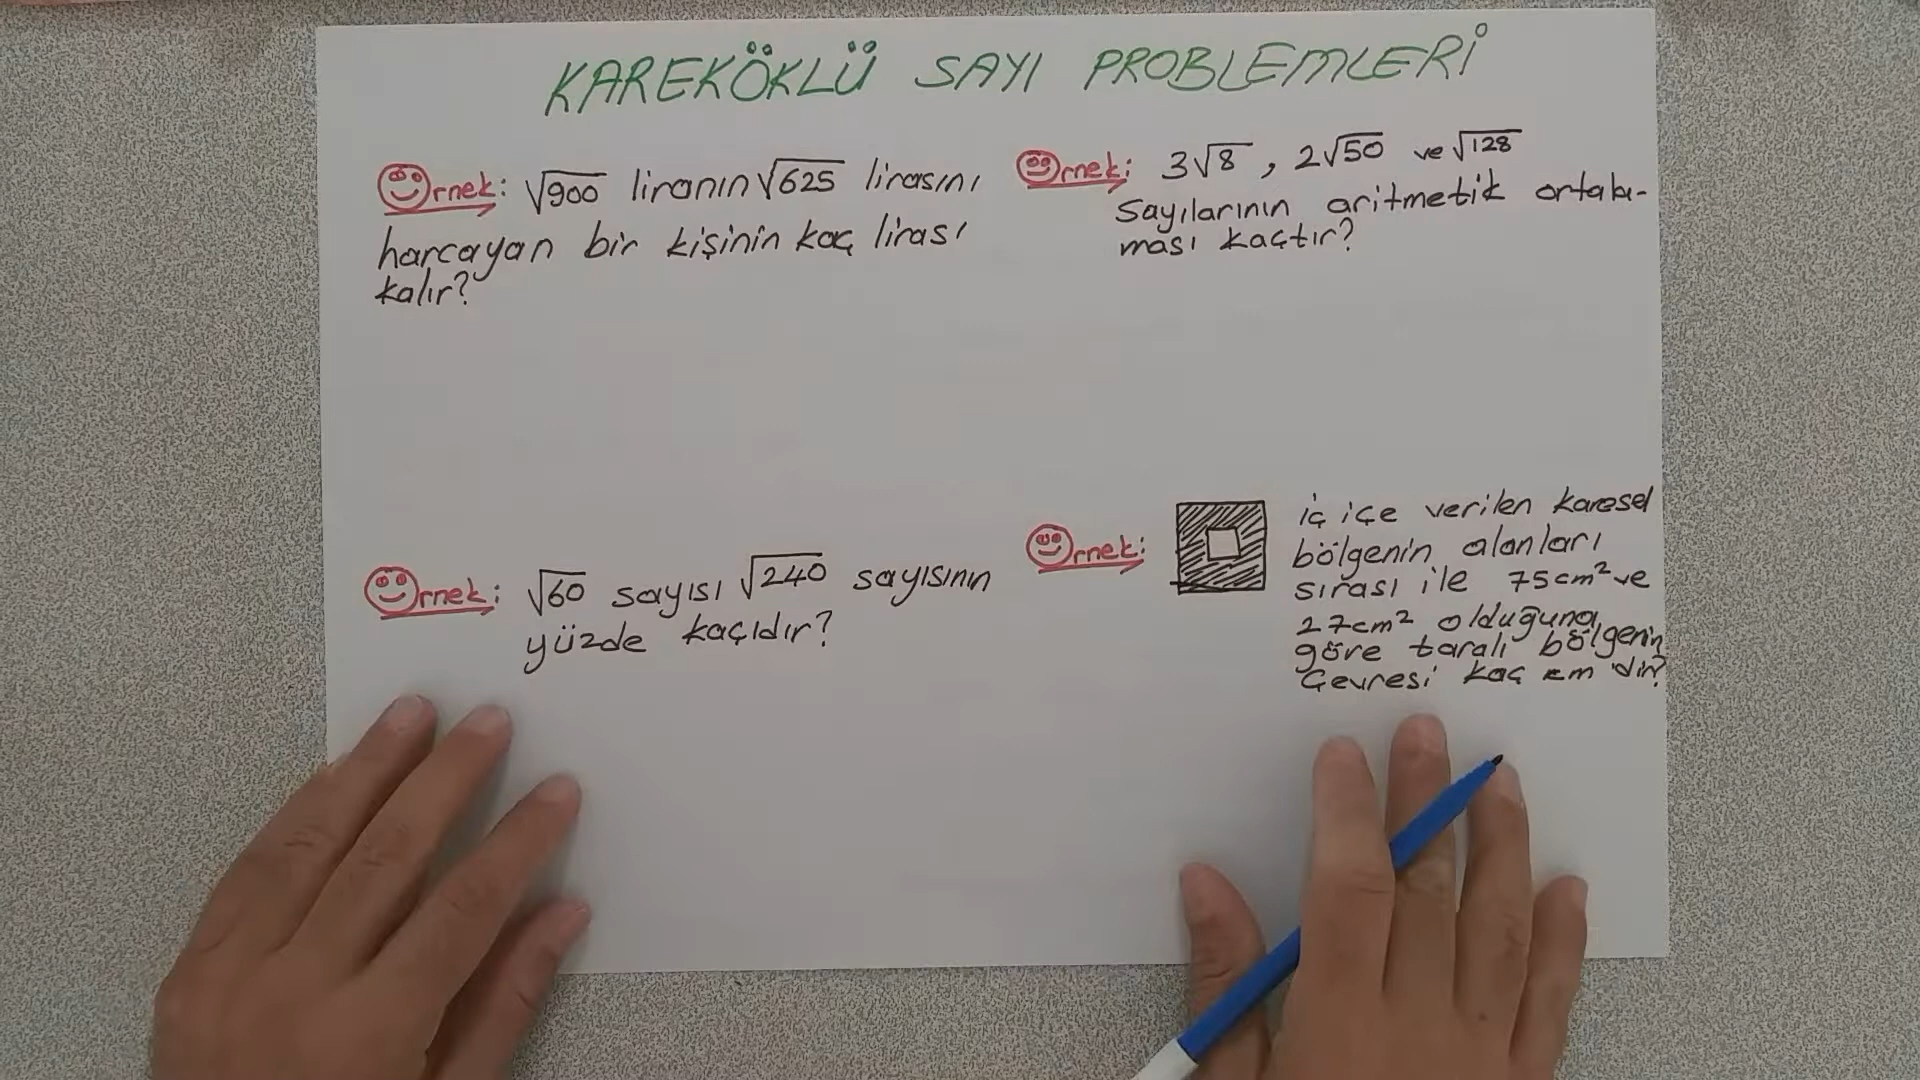 KAREKÖKLÜ SAYI PROBLEMLERİ
Örnek: √900 liranın √625 lirasını
harcayan bir kişinin kaç lirası
kalır?
Örnek: 3√8, 2√50 ve √128
sayılarının aritmetik ortala-
ması kaçtır?
Örnek: √60 sayısı √240 sayısının
yüzde kaçıdır?
Örnek: iç içe verilen karesel
bölgenin alanları
sırası ile 75cm² ve
27cm² olduğuna
göre taralı bölgenin
Çevresi kaç cm 'dir?